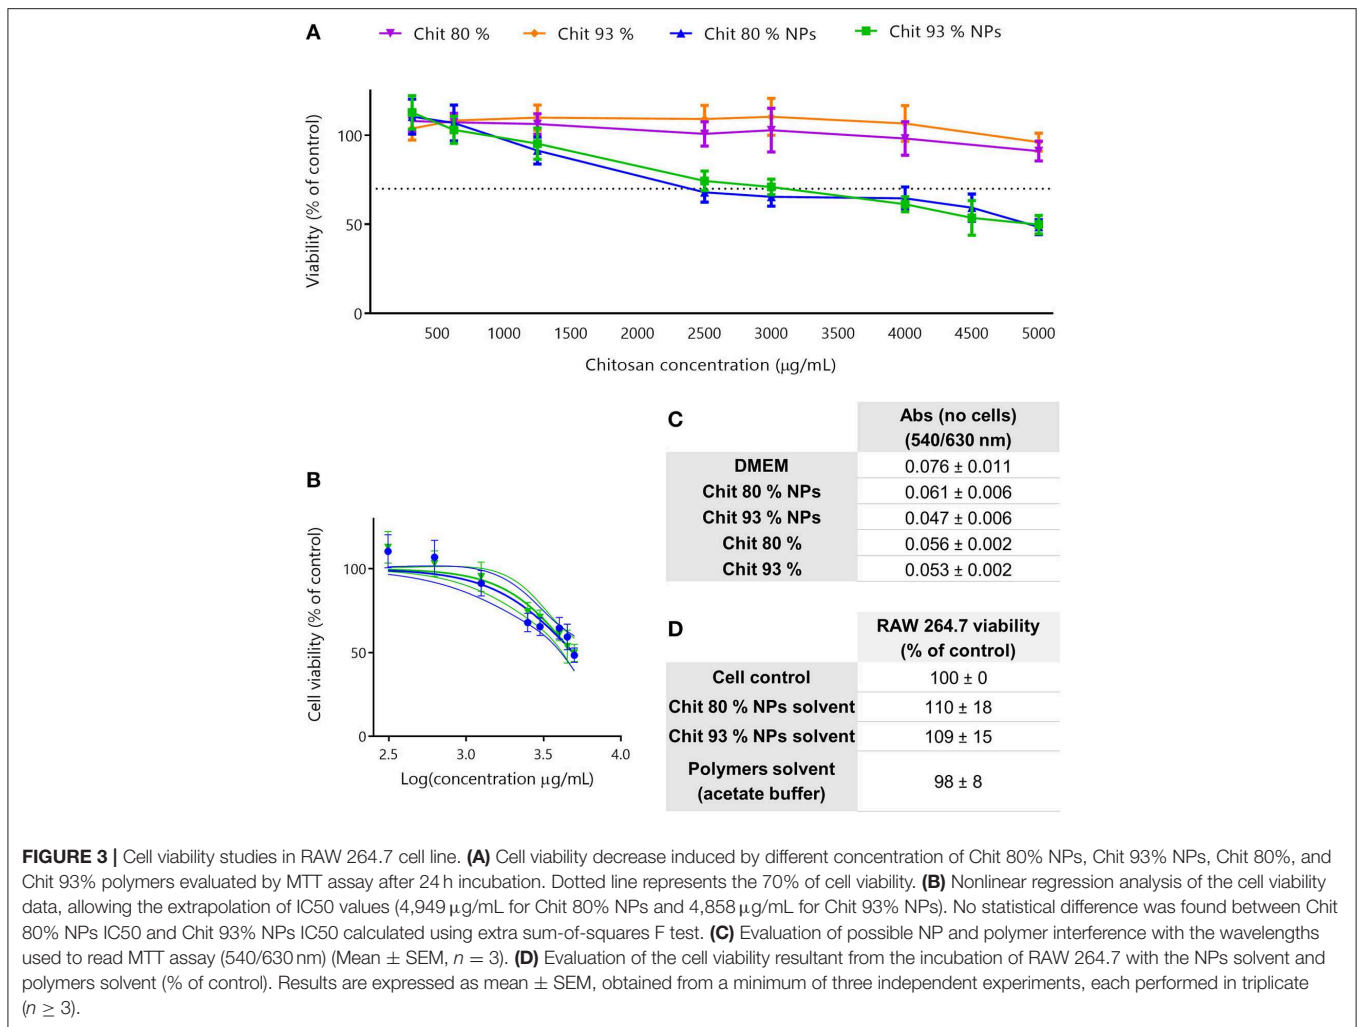 A
Chit 80 %
Chit 93 %
Chit 80 % NPs
Chit 93 % NPs
Viability (% of control)
100
50
0
500
1000
1500
2000
2500
3000
4000
4500
5000
Chitosan concentration (µg/mL)
B
Cell viability (% of control)
100
50
0
2.5
3.0
3.5
4.0
Log(concentration µg/mL)
C
Abs (no cells)
(540/630 nm)
DMEM 0.076 ± 0.011
Chit 80 % NPs 0.061 ± 0.006
Chit 93 % NPs 0.047 ± 0.006
Chit 80 % 0.056 ± 0.002
Chit 93 % 0.053 ± 0.002
D
RAW 264.7 viability
(% of control)
Cell control 100 ± 0
Chit 80 % NPs solvent 110 ± 18
Chit 93 % NPs solvent 109 ± 15
Polymers solvent
(acetate buffer) 98 ± 8
FIGURE 3 | Cell viability studies in RAW 264.7 cell line. (A) Cell viability decrease induced by different concentration of Chit 80% NPs, Chit 93% NPs, Chit 80%, and
Chit 93% polymers evaluated by MTT assay after 24 h incubation. Dotted line represents the 70% of cell viability. (B) Nonlinear regression analysis of the cell viability
data, allowing the extrapolation of IC50 values (4,949 µg/mL for Chit 80% NPs and 4,858 µg/mL for Chit 93% NPs). No statistical difference was found between Chit
80% NPs IC50 and Chit 93% NPs IC50 calculated using extra sum-of-squares F test. (C) Evaluation of possible NP and polymer interference with the wavelengths
used to read MTT assay (540/630 nm) (Mean ± SEM, n = 3). (D) Evaluation of the cell viability resultant from the incubation of RAW 264.7 with the NPs solvent and
polymers solvent (% of control). Results are expressed as mean ± SEM, obtained from a minimum of three independent experiments, each performed in triplicate
(n ≥ 3).